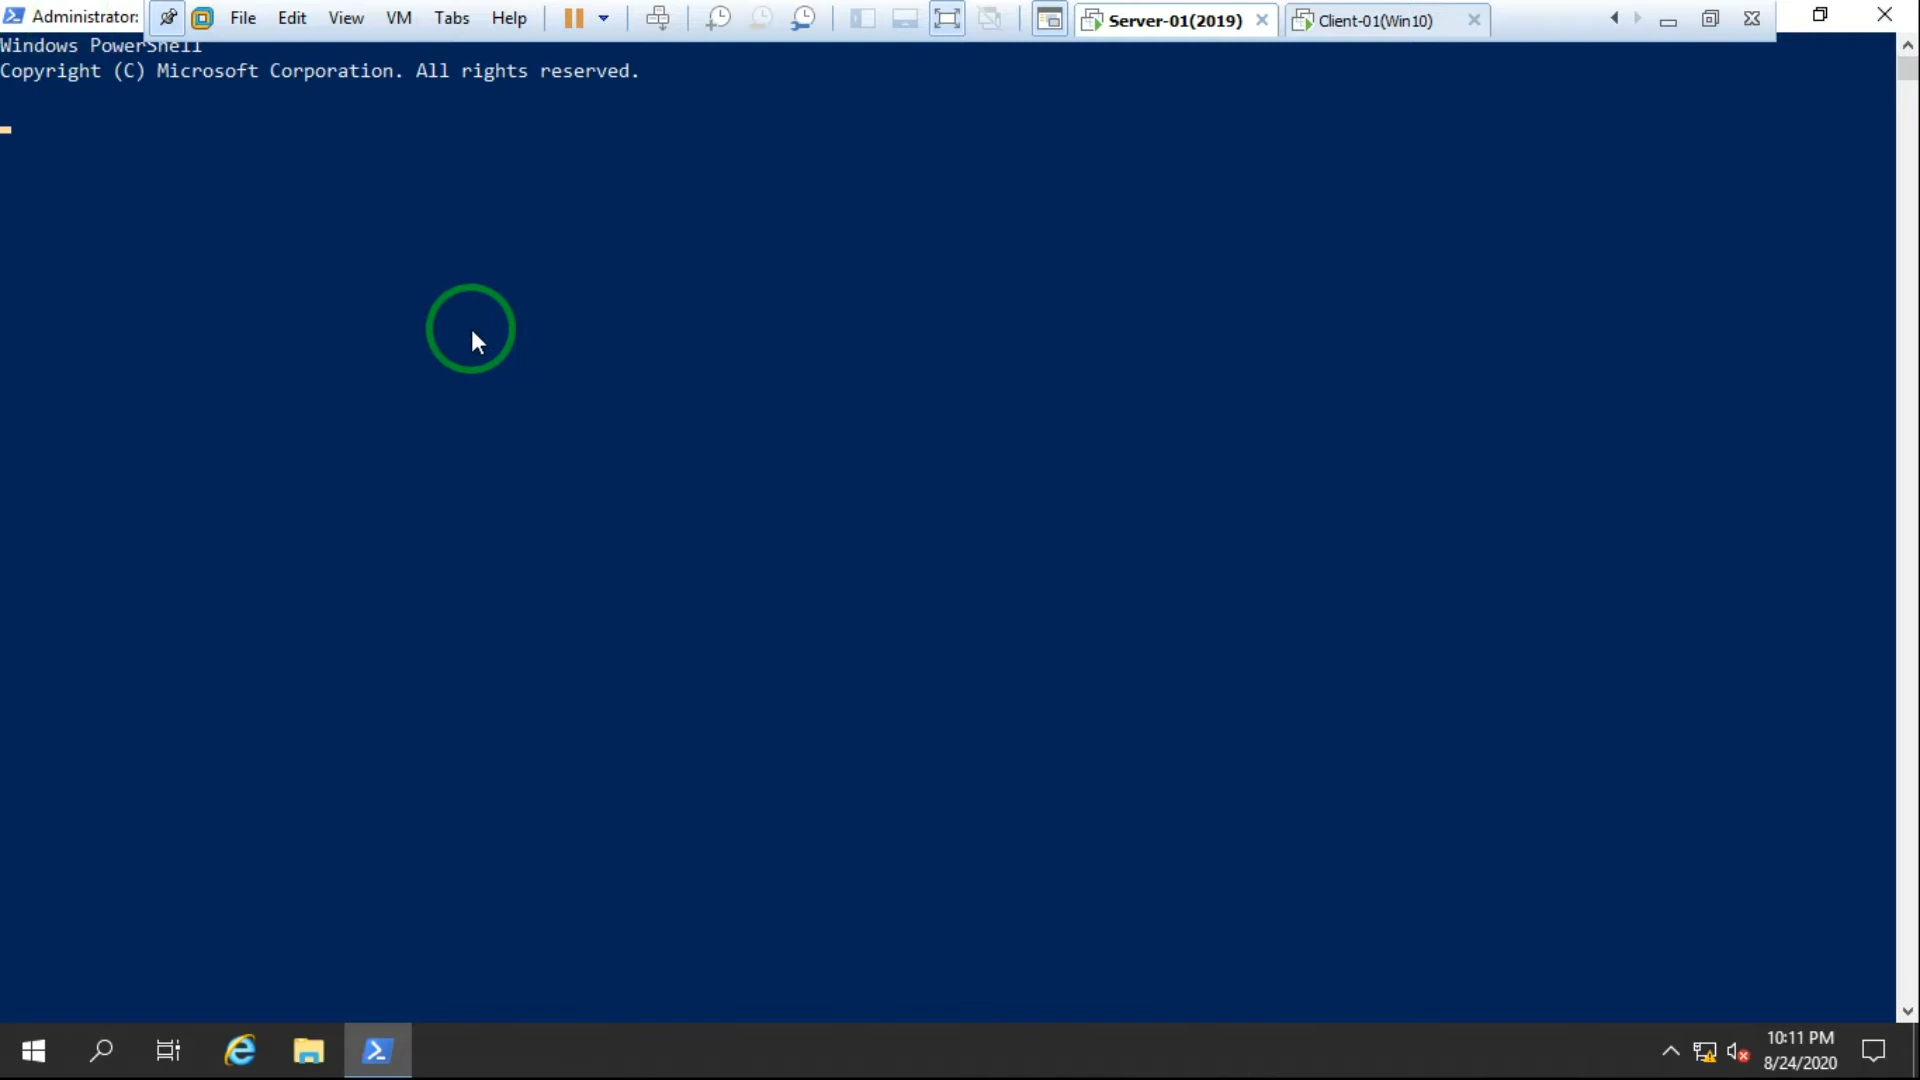 Administrator:
File Edit View VM Tabs Help
Server-01(2019)
Client-01(Win10)
Windows PowerShell
Copyright (C) Microsoft Corporation. All rights reserved.
10:11 PM
8/24/2020